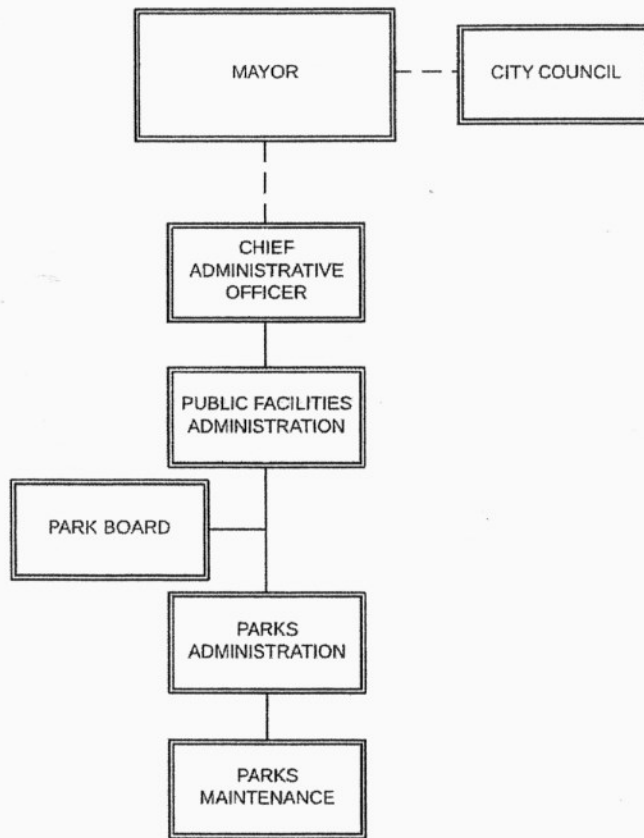 MAYOR
CITY COUNCIL
CHIEF
ADMINISTRATIVE
OFFICER
PUBLIC FACILITIES
ADMINISTRATION
PARK BOARD
PARKS
ADMINISTRATION
PARKS
MAINTENANCE